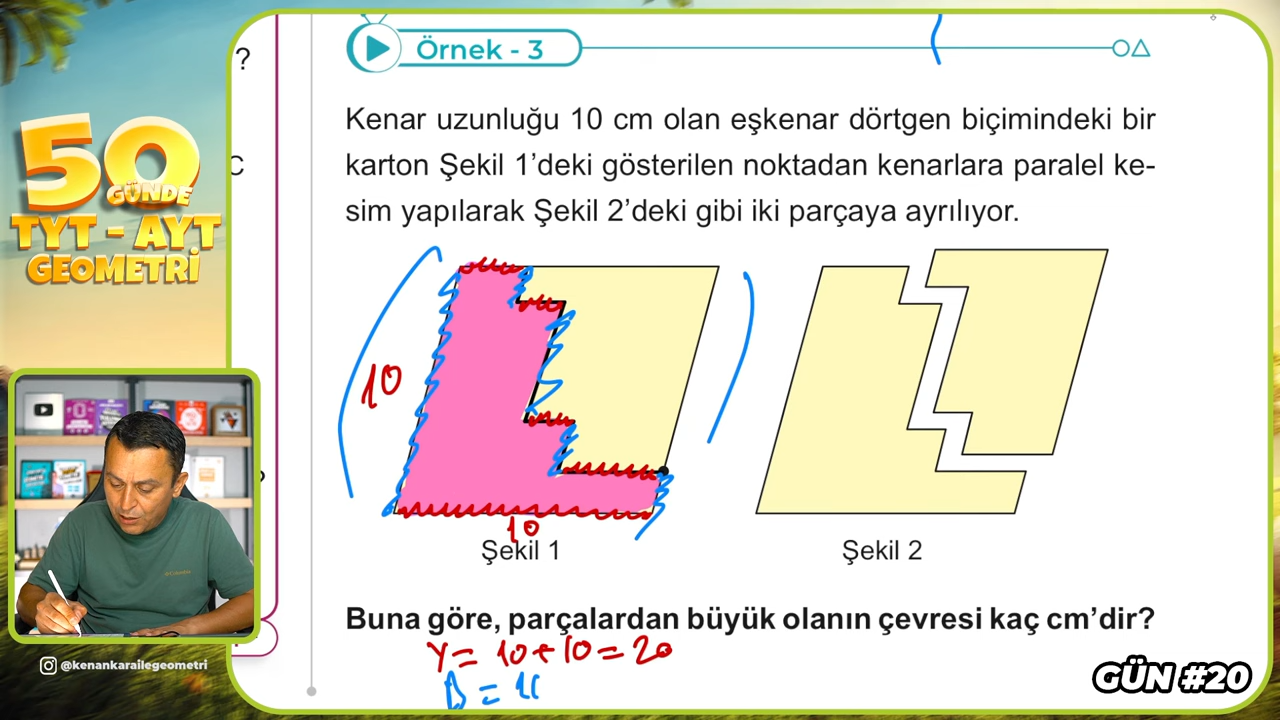 Örnek - 3
?
50
GÜNDE
TYT - AYT
GEOMETRİ
C
Kenar uzunluğu 10 cm olan eşkenar dörtgen biçimindeki bir
karton Şekil 1’deki gösterilen noktadan kenarlara paralel ke-
sim yapılarak Şekil 2’deki gibi iki parçaya ayrılıyor.
10
10
Şekil 1
Şekil 2
Buna göre, parçalardan büyük olanın çevresi kaç cm’dir?
Y = 10 + 10 = 20
@kenankarailegeometri
GÜN #20